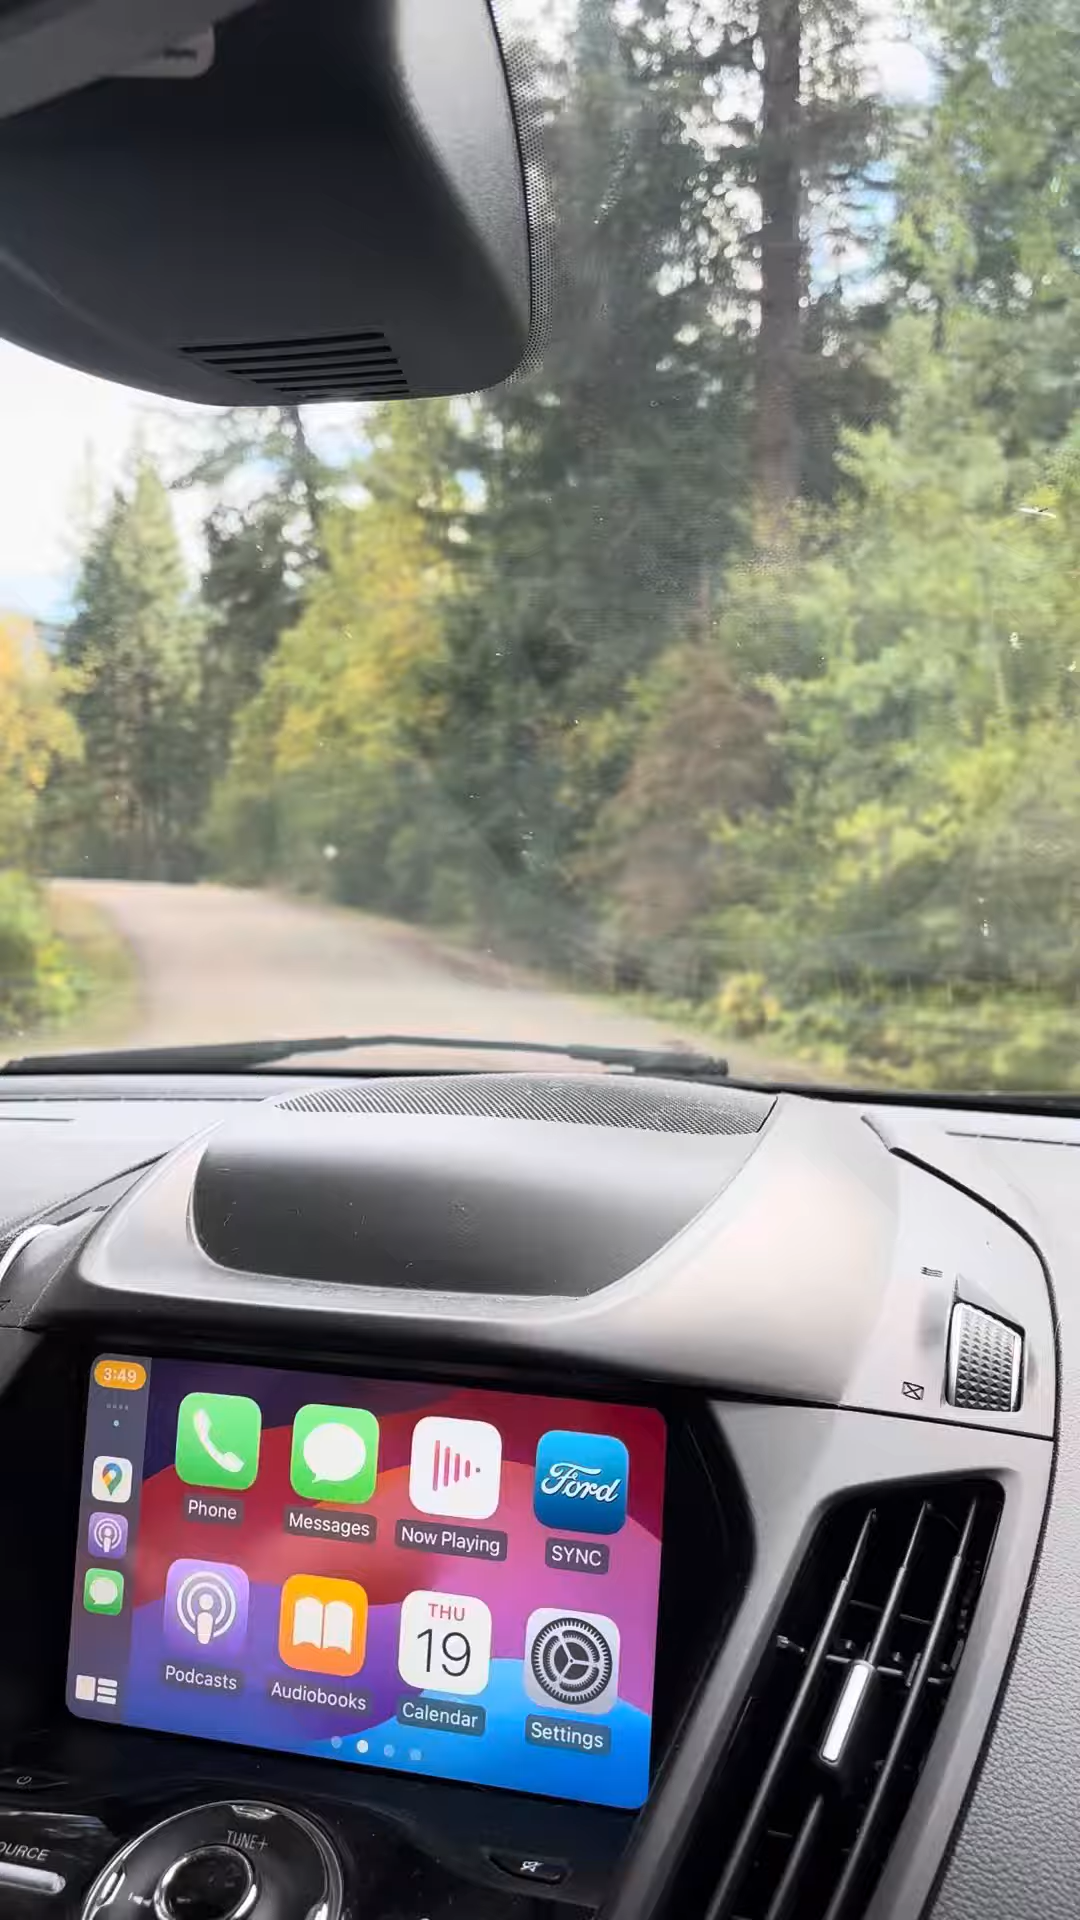 3:49
Phone
Messages
Now Playing
Ford
SYNC
Podcasts
Audiobooks
THU
19
Calendar
Settings
TUNE+
OURCE